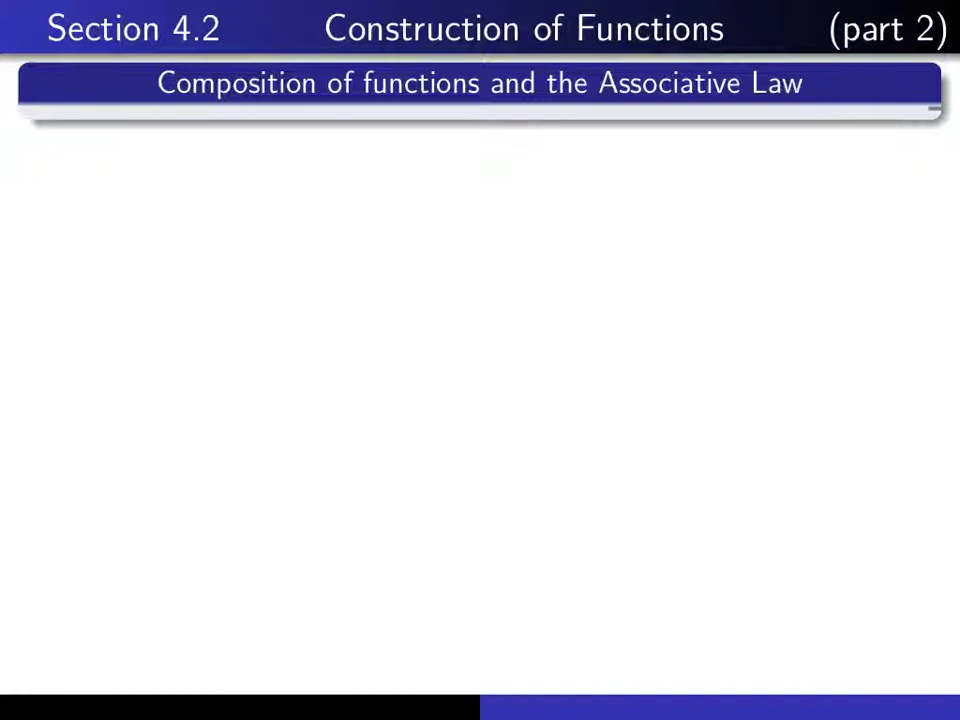 Section 4.2 Construction of Functions (part 2)
Composition of functions and the Associative Law